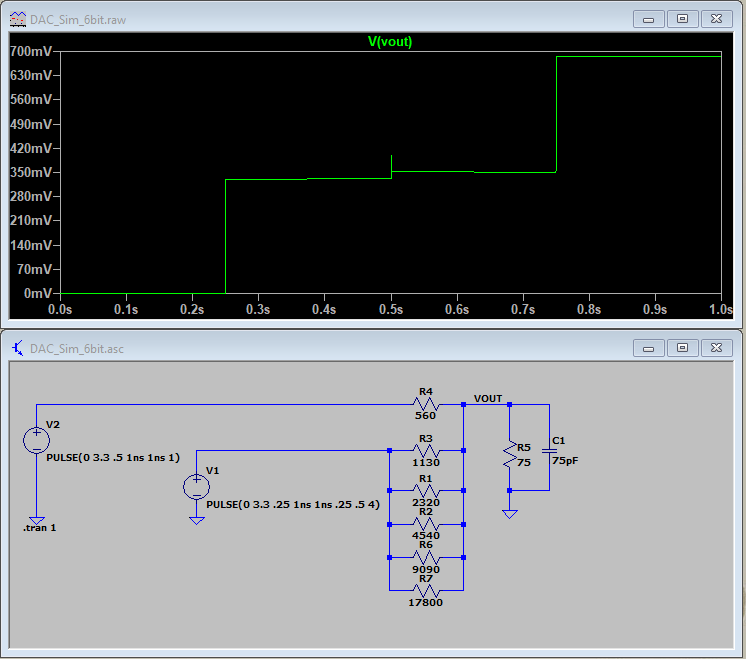 DAC_Sim_6bit.raw
V(vout)
700mV
630mV
560mV
490mV
420mV
350mV
280mV
210mV
140mV
70mV
0mV
0.0s 0.1s 0.2s 0.3s 0.4s 0.5s 0.6s 0.7s 0.8s 0.9s 1.0s
DAC_Sim_6bit.asc
R4
560
VOUT
V2
PULSE(0 3.3 .5 1ns 1ns 1)
.tran 1
V1
PULSE(0 3.3 .25 1ns 1ns .25 .5 4)
R3
1130
R1
2320
R2
4540
R6
9090
R7
17800
R5
75
C1
75pF